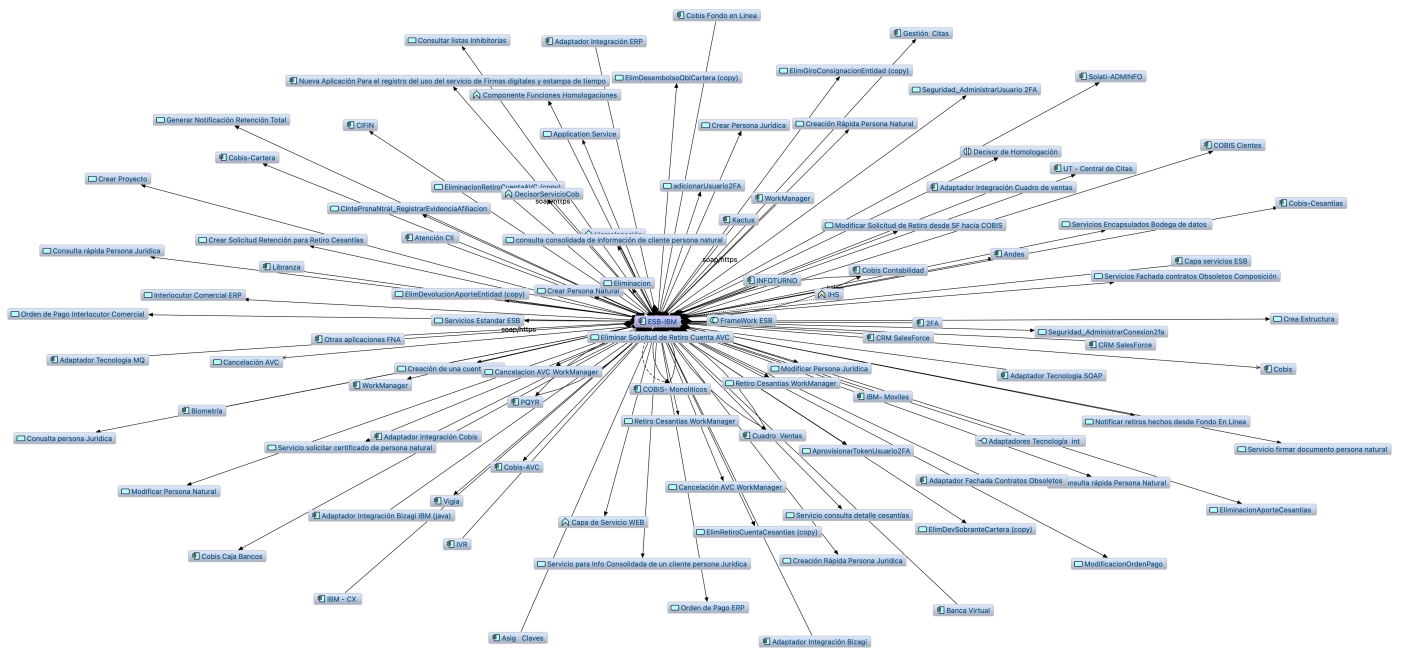 Cobis Fondo en Linea
Gestión Citas
Consultar listas Inhibitorias
Adaptador Integración ERP
ElimGiroConsignacionEntidad (copy)
Nueva Aplicación Para el registro del uso del servicio de Firmas digitales y estampa de tiempo
ElimDesembolsoOblCartera (copy)
Solati-ADMINFO
Componente Funciones Homologaciones
Seguridad_AdministrarUsuario 2FA
Generar Notificación Retención Total
CIFIN
Application Service
Crear Persona Jurídica
Creación Rápida Persona Natural
Cobis-Cartera
Decisor de Homologación
COBIS Cientes
UT - Central de Citas
Crear Proyecto
EliminacionRetiroCuentaAVC (copy)
DecisorServicioCob
soap/https
adicionarUsuario2FA
WorkManager
Adaptador Integración Cuadro de ventas
Cobis-Cesantias
ClntePrsnaNtral_RegistrarEvidenciaAfiliacion
Kactus
Modificar Solicitud de Retiro desde SF hacia COBIS
Servicios Encapsulados Bodega de datos
Crear Solicitud Retención para Retiro Cesantías
Atención Cli
consulta consolidada de información de cliente persona natural
Consulta rápida Persona Juridica
Andes
soap/https
Capa servicios ESB
Libranza
Cobis Contabilidad
Servicios Fachada contratos Obsoletos Composición
Eliminacion
INFOTURNO
Interlocutor Comercial ERP
ElimDevolucionAporteEntidad (copy)
Crear Persona Natural
IHS
Orden de Pago Interlocutor Comercial
Servicios Estandar ESB
ESB-IBM
FrameWork ESB
2FA
Crea Estructura
soap/https
Seguridad_AdministrarConexion2fa
Otras aplicaciones FNA
Eliminar Solicitud de Retiro Cuenta AVC
CRM SalesForce
CRM SalesForce
Adaptador Tecnología MQ
Cancelación AVC
Creación de una cuent
Cancelacion AVC WorkManager
Modificar Persona Jurídica
Cobis
Adaptador Tecnologia SOAP
WorkManager
COBIS- Monolíticos
Retiro Cesantias WorkManager
IBM- Moviles
PQYR
Biometría
Retiro Cesantias WorkManager
Notificar retiros hechos desde Fondo En Linea
Conuslta persona Juridica
Adaptador Integración Cobis
Cuadro Ventas
Adaptadores Tecnología int
Servicio solicitar certificado de persona natural
AprovisionarTokenUsuario2FA
Servicio firmar documento persona natural
Cobis-AVC
Modificar Persona Natural
Cancelación AVC WorkManager
Adaptador Fachada Contratos Obsoletos
onsulta rápida Persona Natural
Vigia
Adaptador Integración Bizagi IBM (java)
Servicio consulta detalle cesantías
EliminacionAporteCesantias
Capa de Servicio WEB
ElimRetiroCuentaCesantias (copy)
ElimDevSobranteCartera (copy)
IVR
Cobis Caja Bancos
Servicio para Info Consolidada de un cliente persona Jurídica
Creación Rápida Persona Juridica
ModificacionOrdenPago
IBM - CX
Orden de Pago ERP
Banca Virtual
Asig Claves
Adaptador Integración Bizagi